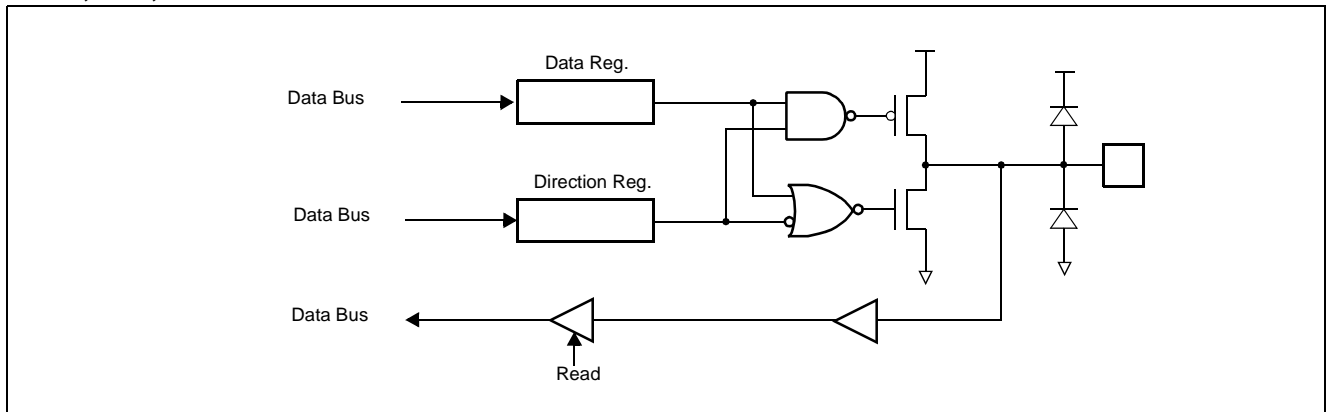 Data Reg.
Data Bus
Direction Reg.
Data Bus
Data Bus
Read